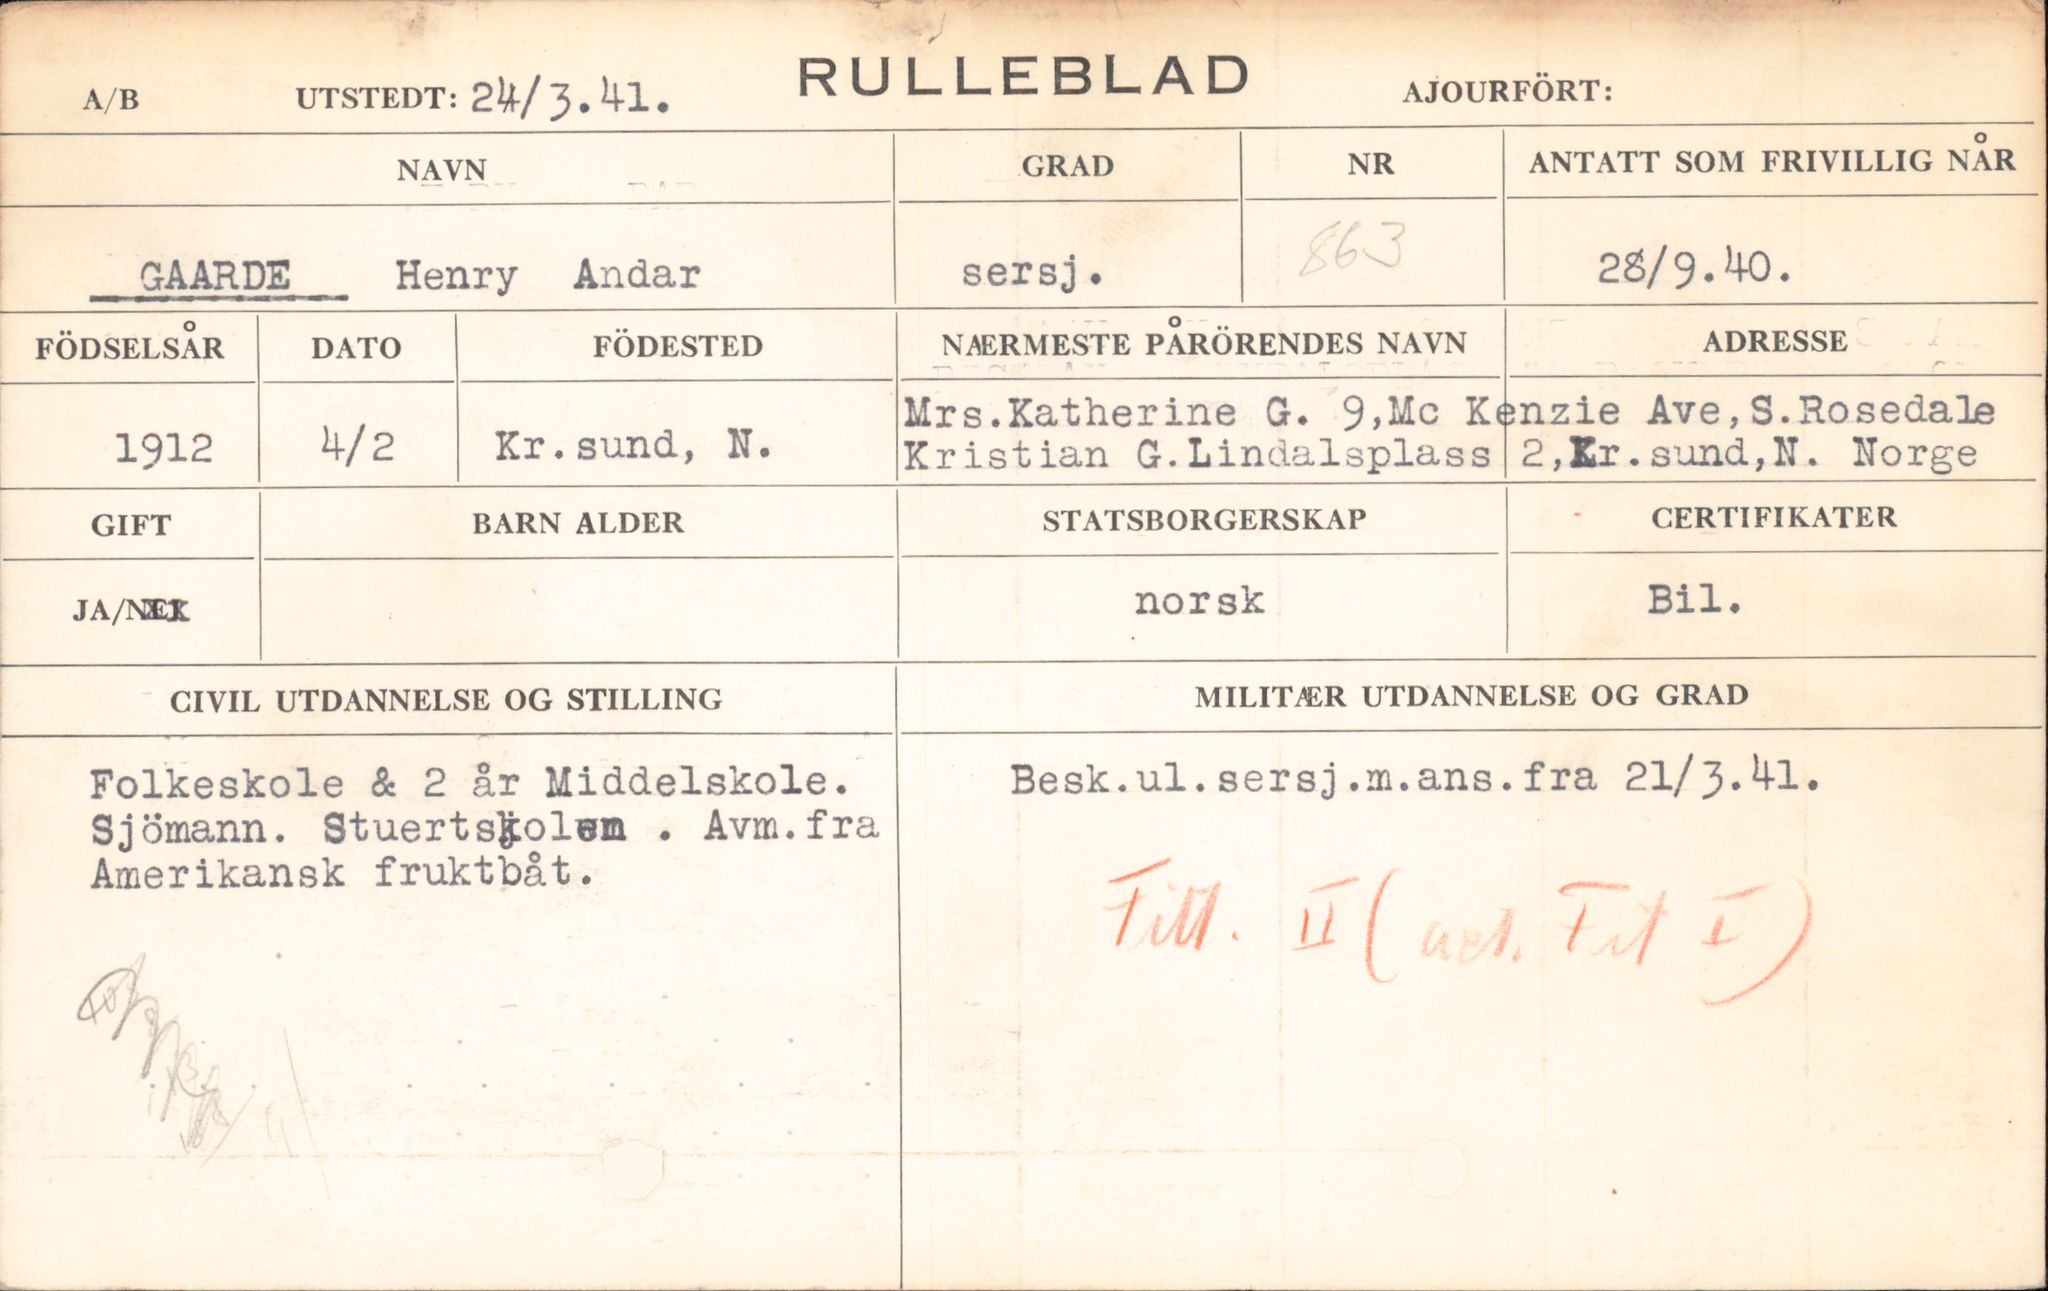 RULLEBLAD
A/B UTSTEDT: 24/3.41. AJOURFÖRT:
NAVN GRAD NR ANTATT SOM FRIVILLIG NÅR
GAARDE Henry Andar sersj. 863 28/9.40.
FÖDSELSÅR DATO FÖDESTED NÆRMESTE PÅRÖRENDES NAVN ADRESSE
1912 4/2 Kr.sund, N. Mrs.Katherine G. 9,Mc Kenzie Ave,S.Rosedale
Kristian G.Lindalsplass 2,Kr.sund,N. Norge
GIFT BARN ALDER STATSBORGERSKAP CERTIFIKATER
JA/NEI norsk Bil.
CIVIL UTDANNELSE OG STILLING MILITÆR UTDANNELSE OG GRAD
Folkeskole & 2 år Middelskole.
Sjömann. Stuertskolen . Avm.fra
Amerikansk fruktbåt.
Besk.ul.sersj.m.ans.fra 21/3.41.
II ( I )